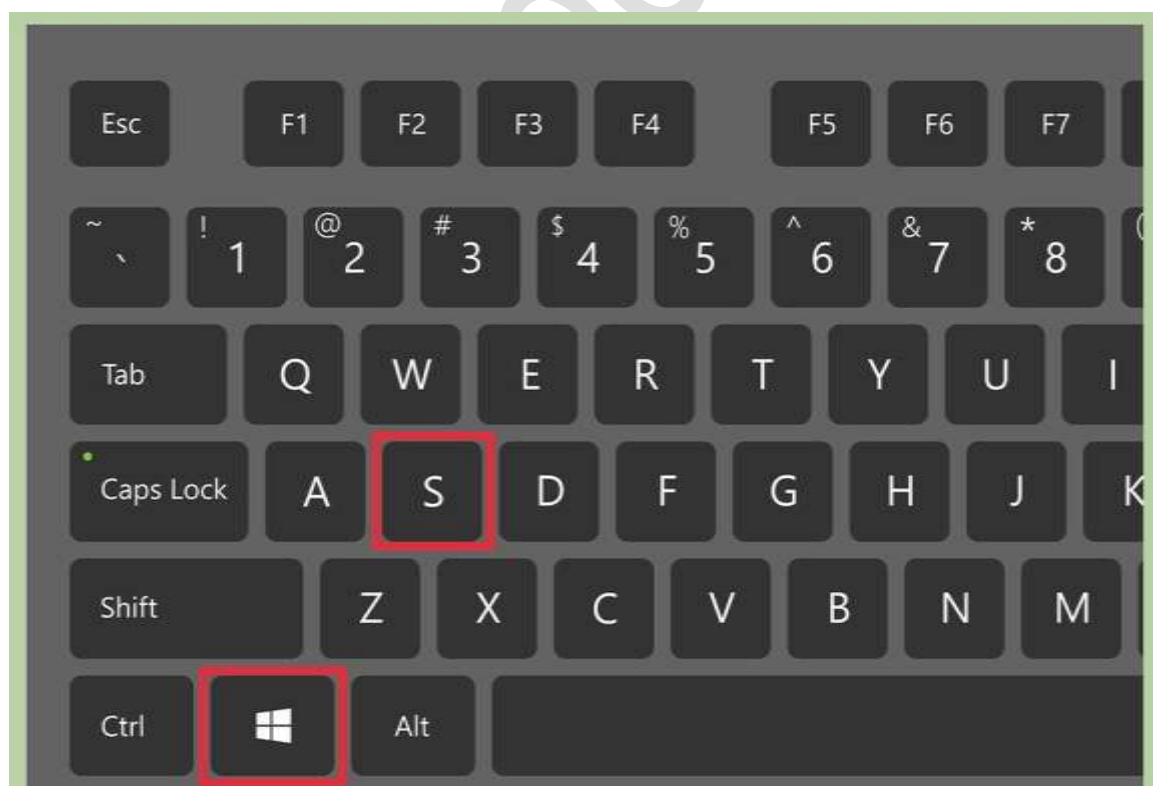 Esc F1 F2 F3 F4 F5 F6 F7
~ ` ! 1 @ 2 # 3 $ 4 % 5 ^ 6 & 7 * 8 (
Tab Q W E R T Y U I
Caps Lock A S D F G H J K
Shift Z X C V B N M
Ctrl Alt